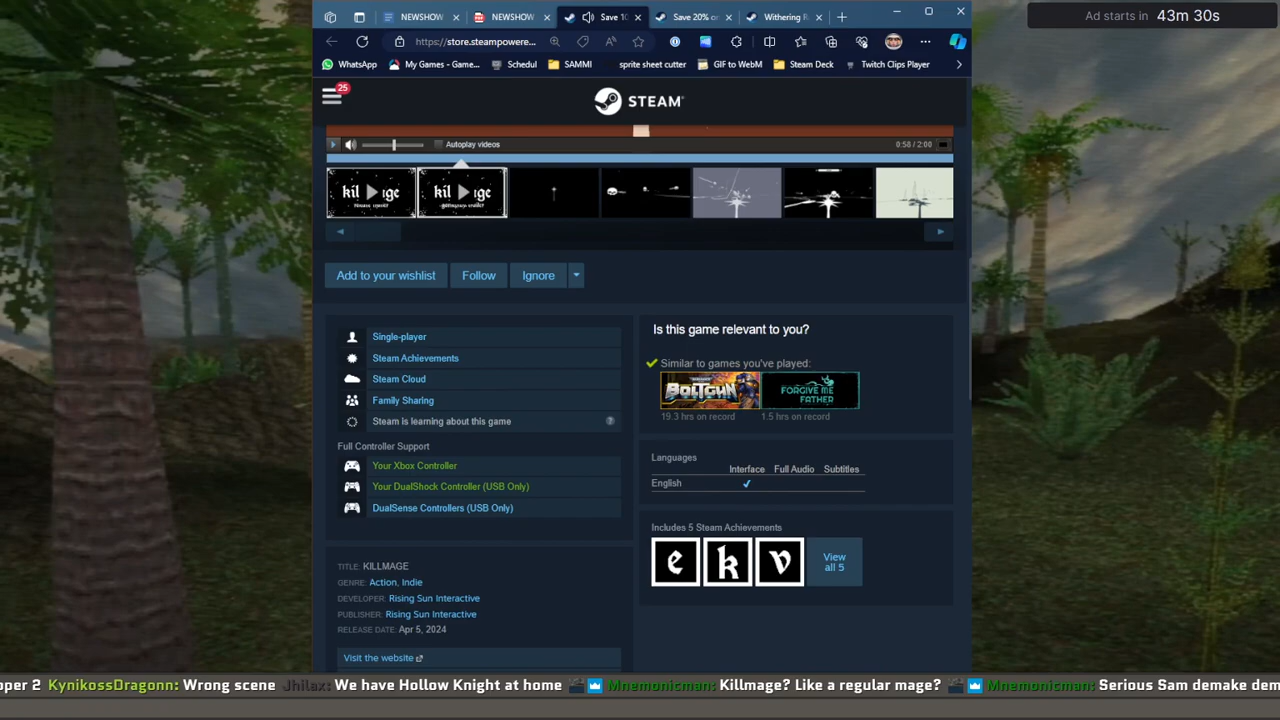 Ad starts in 43m 30s
NEWSHOW
NEWSHOW
Save 10
Save 20% on
Withering R
https://store.steampowere...
WhatsApp
My Games - Game...
Schedul
SAMMI
sprite sheet cutter
GIF to WebM
Steam Deck
Twitch Clips Player
25
STEAM
Autoplay videos
0:58 / 2:00
Add to your wishlist
Follow
Ignore
Single-player
Steam Achievements
Steam Cloud
Family Sharing
Steam is learning about this game
?
Full Controller Support
Your Xbox Controller
Your DualShock Controller (USB Only)
DualSense Controllers (USB Only)
TITLE: KILLMAGE
GENRE: Action, Indie
DEVELOPER: Rising Sun Interactive
PUBLISHER: Rising Sun Interactive
RELEASE DATE: Apr 5, 2024
Visit the website
Is this game relevant to you?
Similar to games you've played:
BOLTGUN
FORGIVE ME
FATHER
19.3 hrs on record
1.5 hrs on record
Languages
Interface Full Audio Subtitles
English
Includes 5 Steam Achievements
e k v
View
all 5
oper 2 KynikossDragonn: Wrong scene Jhilax: We have Hollow Knight at home Mnemonicman: Killmage? Like a regular mage? Mnemonicman: Serious Sam demake dem